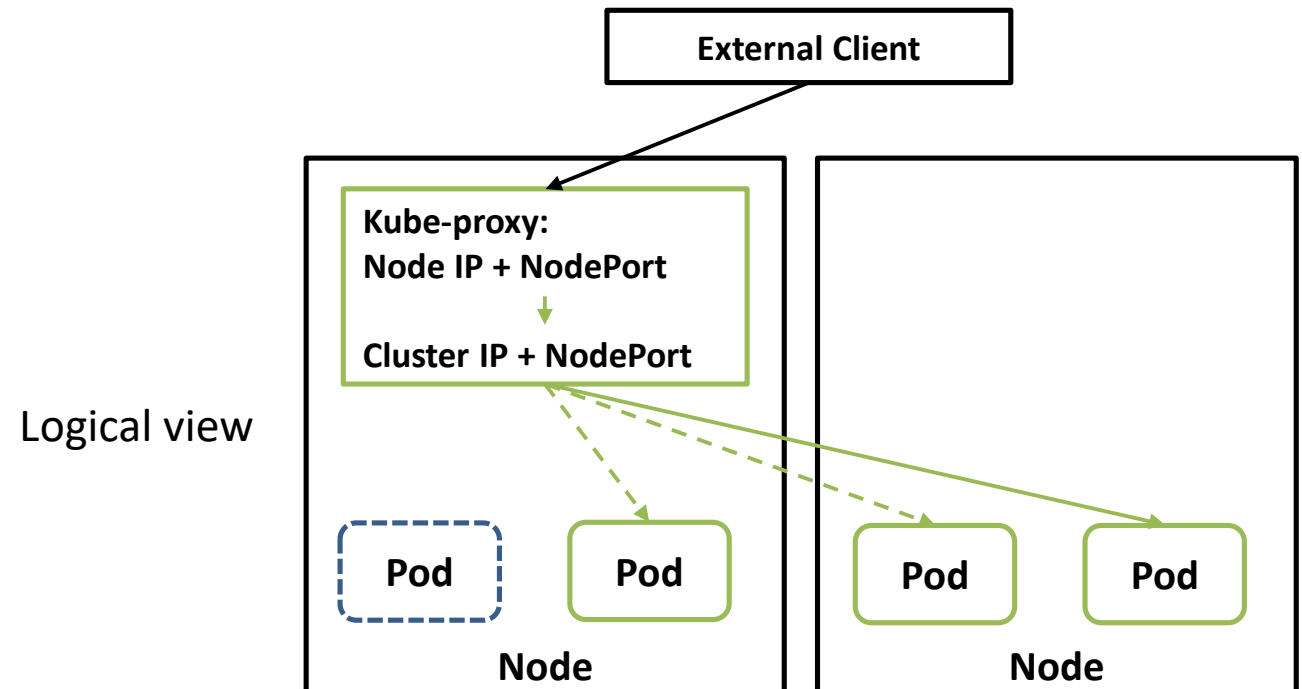 External Client
Kube-proxy:
Node IP + NodePort
Cluster IP + NodePort
Logical view
Pod
Pod
Pod
Pod
Node
Node